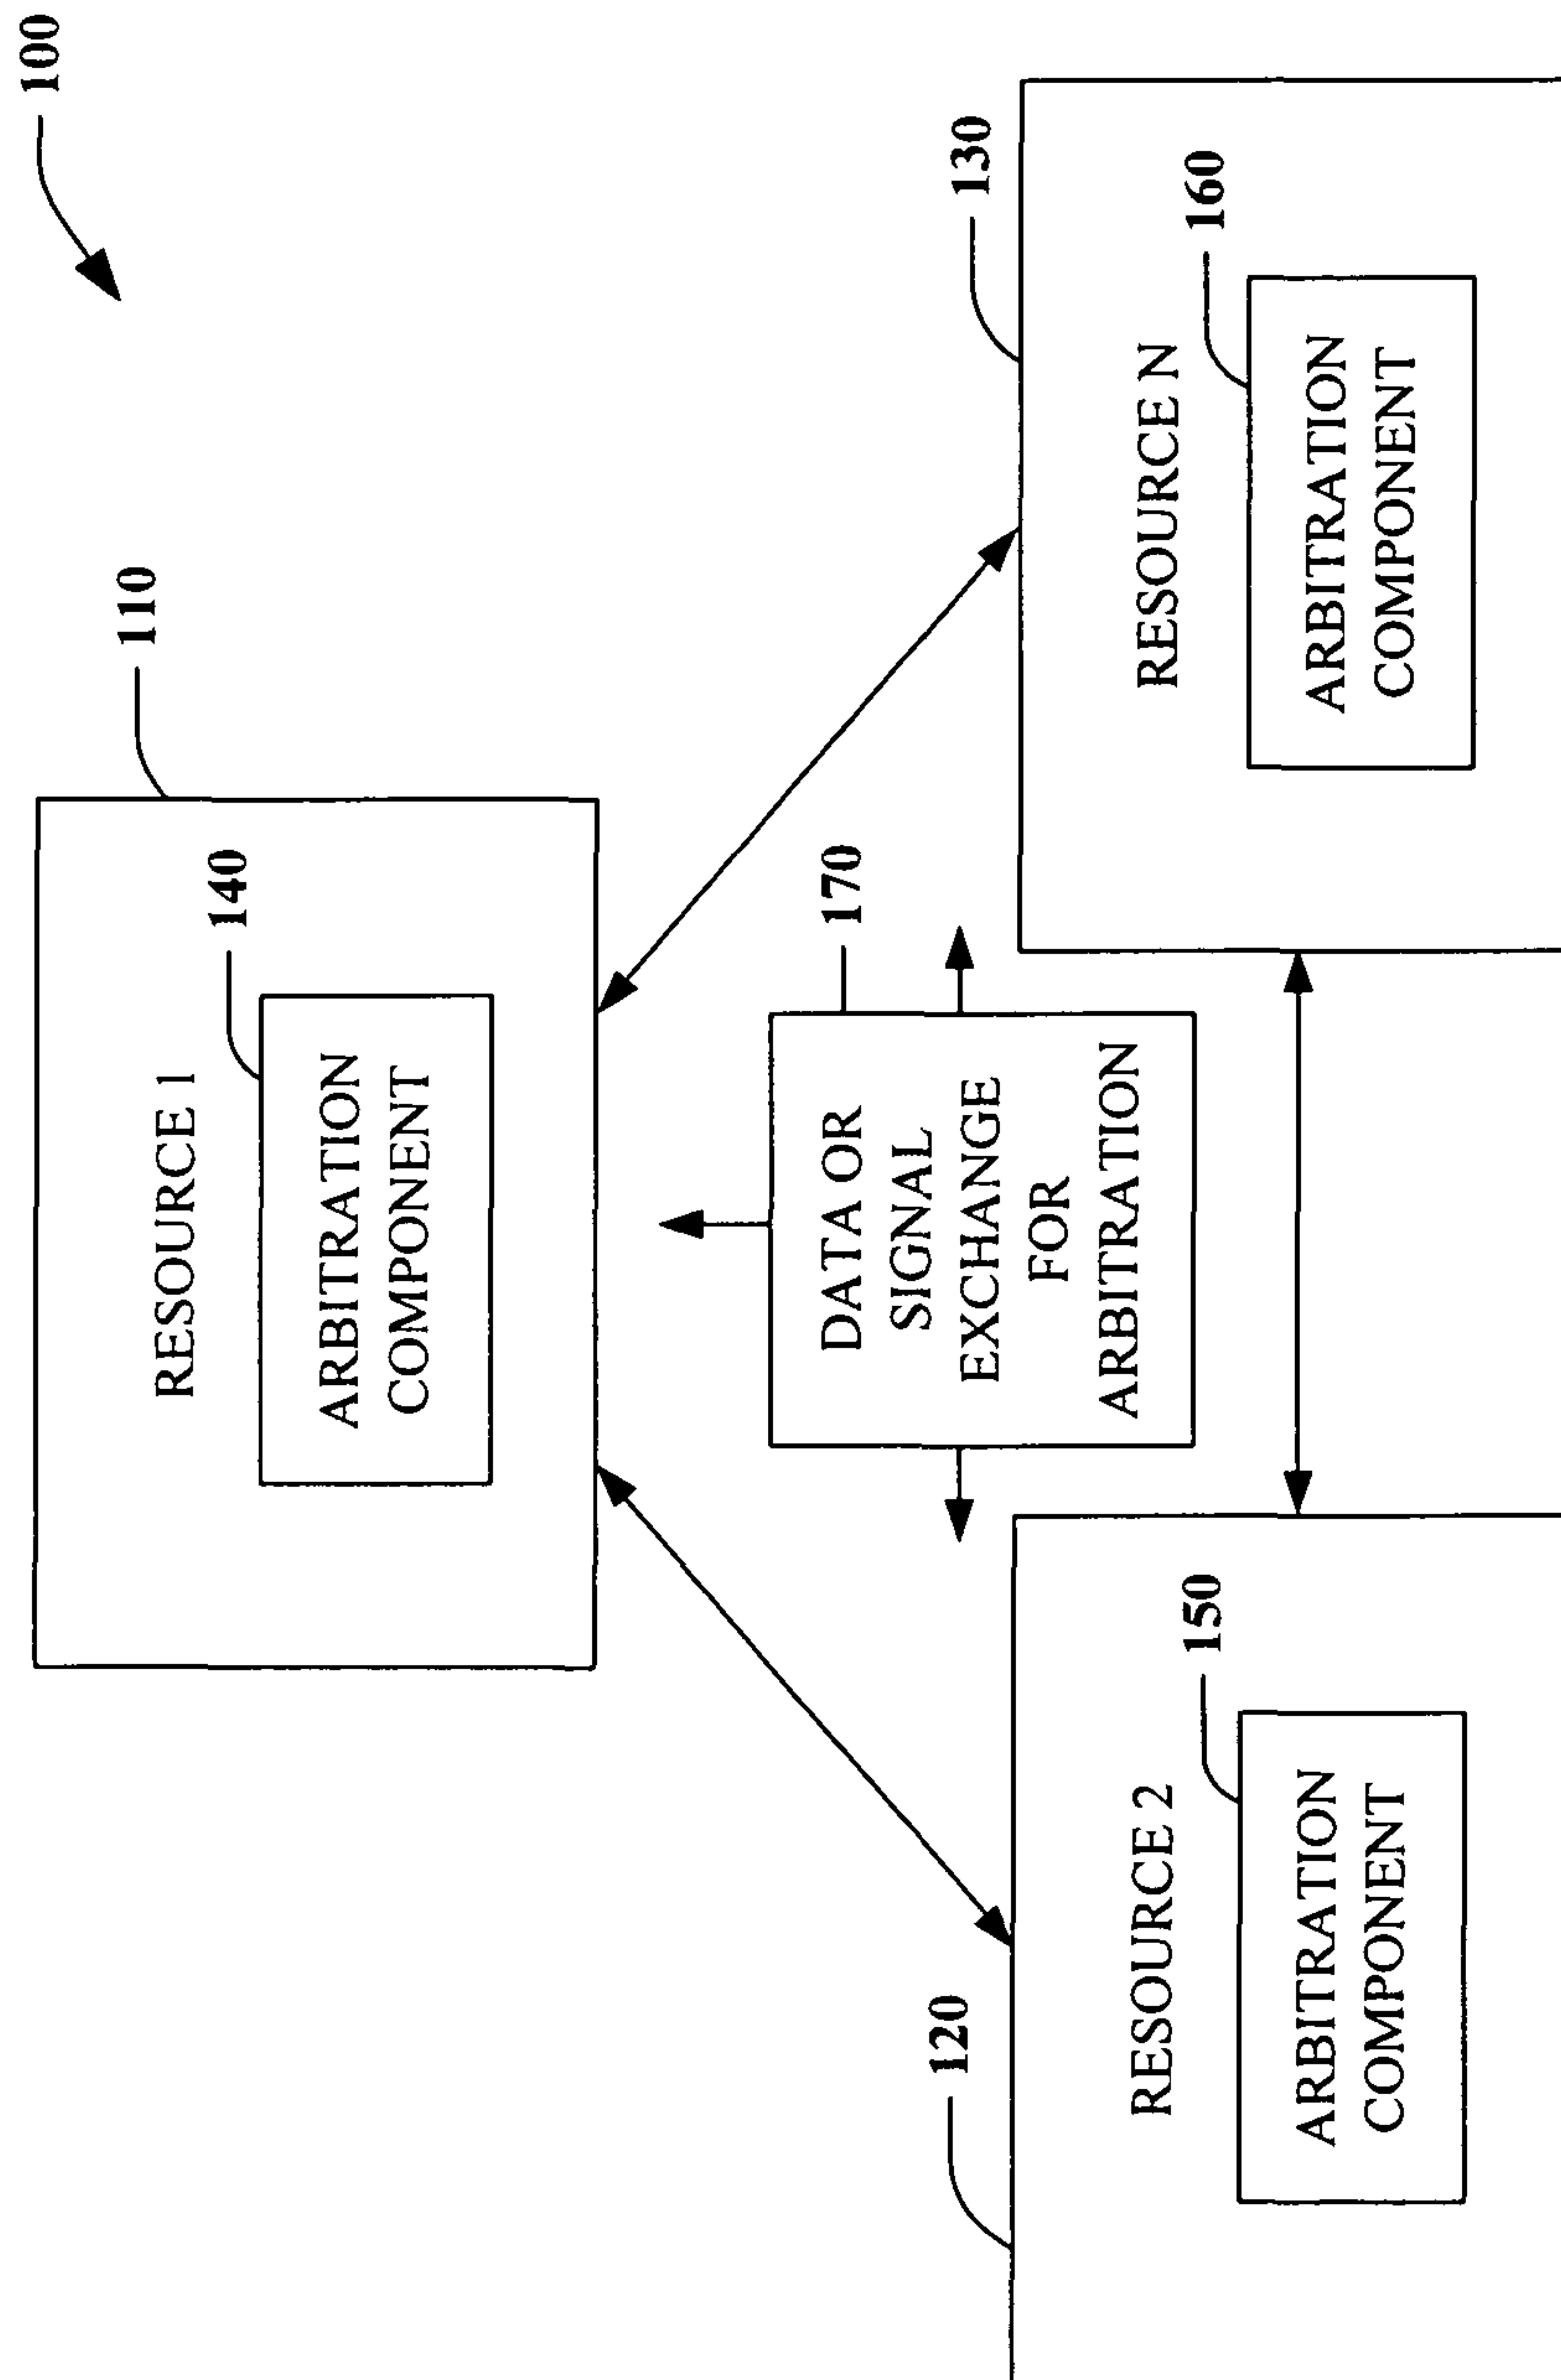 100
110
RESOURCE 1
140
ARBITRATION
COMPONENT
170
DATA OR
SIGNAL
EXCHANGE
FOR
ARBITRATION
120
RESOURCE 2
150
ARBITRATION
COMPONENT
130
RESOURCE N
160
ARBITRATION
COMPONENT